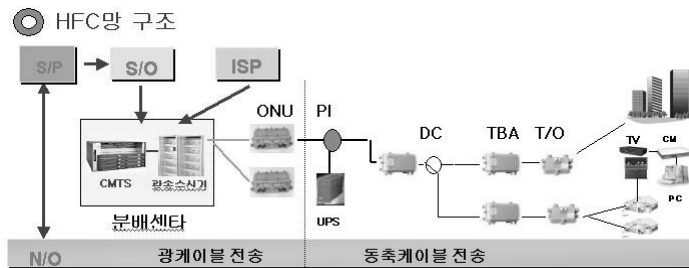 HFC망 구조
S/P
S/O
ISP
ONU
PI
DC
TBA
T/O
TV
CM
PC
CMTS
광송수신기
UPS
분배센타
N/O
광케이블 전송
동축케이블 전송